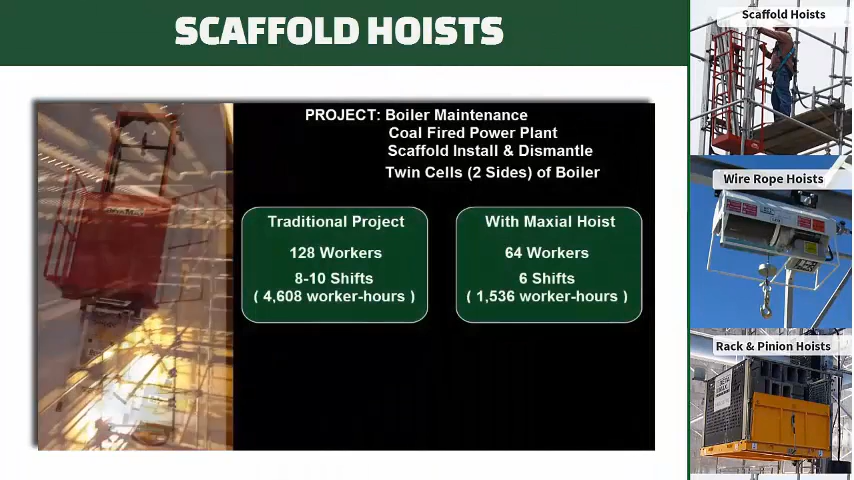 SCAFFOLD HOISTS
PROJECT: Boiler Maintenance
Coal Fired Power Plant
Scaffold Install & Dismantle
Twin Cells (2 Sides) of Boiler
Traditional Project
128 Workers
8-10 Shifts
( 4,608 worker-hours )
With Maxial Hoist
64 Workers
6 Shifts
( 1,536 worker-hours )
Scaffold Hoists
Wire Rope Hoists
Rack & Pinion Hoists